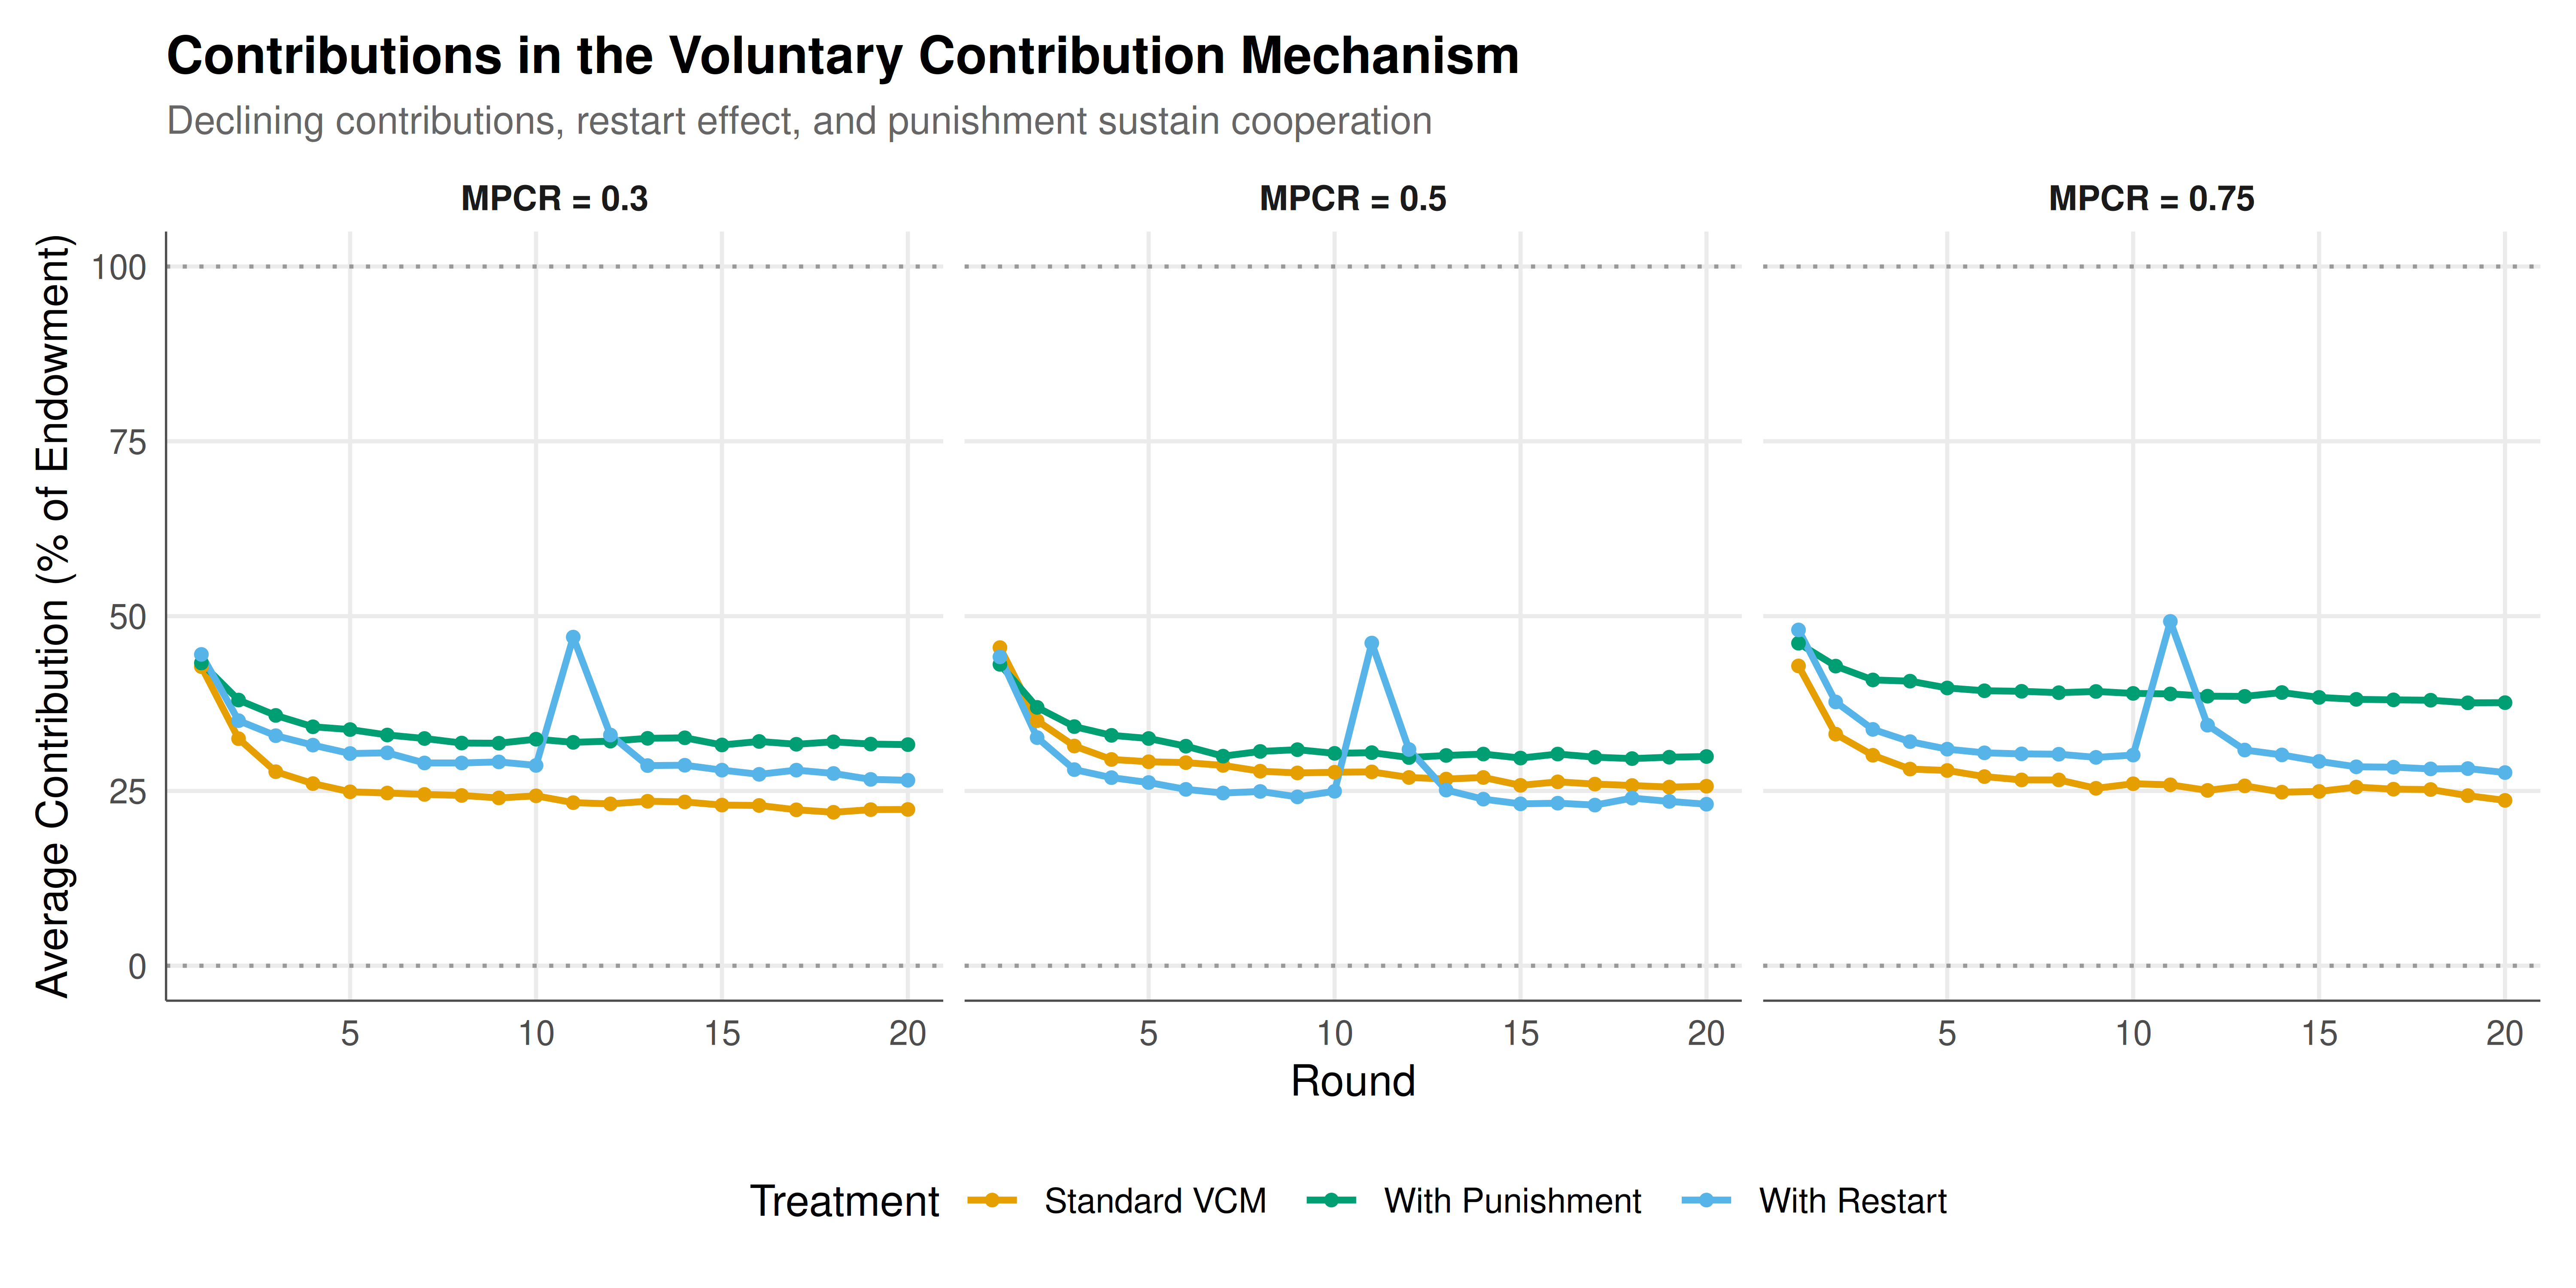 Contributions in the Voluntary Contribution Mechanism
Declining contributions, restart effect, and punishment sustain cooperation
MPCR = 0.3
MPCR = 0.5
MPCR = 0.75
Average Contribution (% of Endowment)
100
75
50
25
0
5 10 15 20
5 10 15 20
5 10 15 20
Round
Treatment Standard VCM With Punishment With Restart